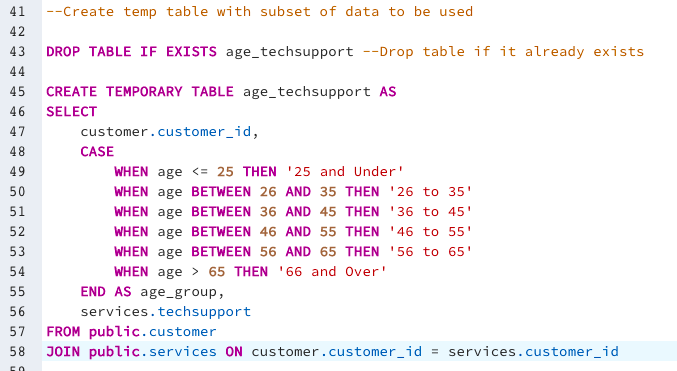 41 --Create temp table with subset of data to be used
42
43 DROP TABLE IF EXISTS age_techsupport --Drop table if it already exists
44
45 CREATE TEMPORARY TABLE age_techsupport AS
46 SELECT
47     customer.customer_id,
48     CASE
49         WHEN age <= 25 THEN '25 and Under'
50         WHEN age BETWEEN 26 AND 35 THEN '26 to 35'
51         WHEN age BETWEEN 36 AND 45 THEN '36 to 45'
52         WHEN age BETWEEN 46 AND 55 THEN '46 to 55'
53         WHEN age BETWEEN 56 AND 65 THEN '56 to 65'
54         WHEN age > 65 THEN '66 and Over'
55     END AS age_group,
56     services.techsupport
57 FROM public.customer
58 JOIN public.services ON customer.customer_id = services.customer_id